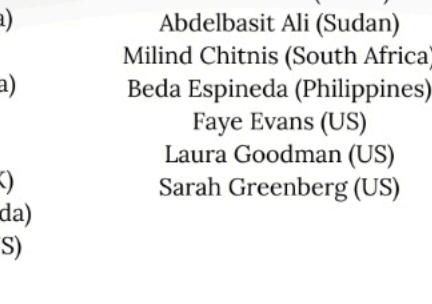 a)
Abdelbasit Ali (Sudan)
Milind Chitnis (South Africa)
a)
Beda Espineda (Philippines)
Faye Evans (US)
Laura Goodman (US)
K)
Sarah Greenberg (US)
da)
S)